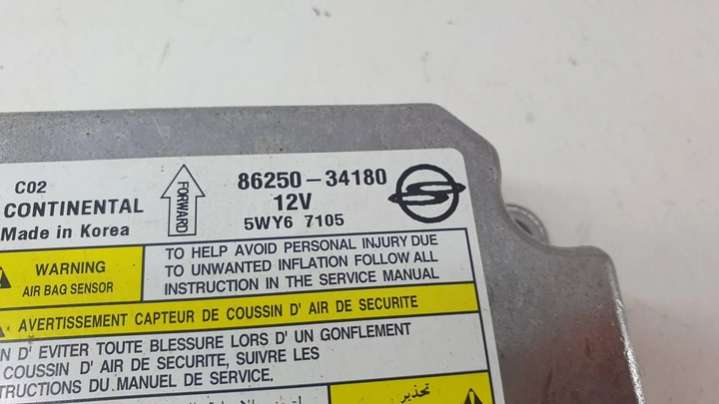 C02
CONTINENTAL
Made in Korea
FORWARD
86250-34180
12V
5WY6 7105
WARNING
AIR BAG SENSOR
TO HELP AVOID PERSONAL INJURY DUE
TO UNWANTED INFLATION FOLLOW ALL
INSTRUCTION IN THE SERVICE MANUAL
AVERTISSEMENT CAPTEUR DE COUSSIN D' AIR DE SECURITE
N D' EVITER TOUTE BLESSURE LORS D' UN GONFLEMENT
COUSSIN D' AIR DE SECURITE, SUIVRE LES
TRUCTIONS DU MANUEL DE SERVICE.
تحذير